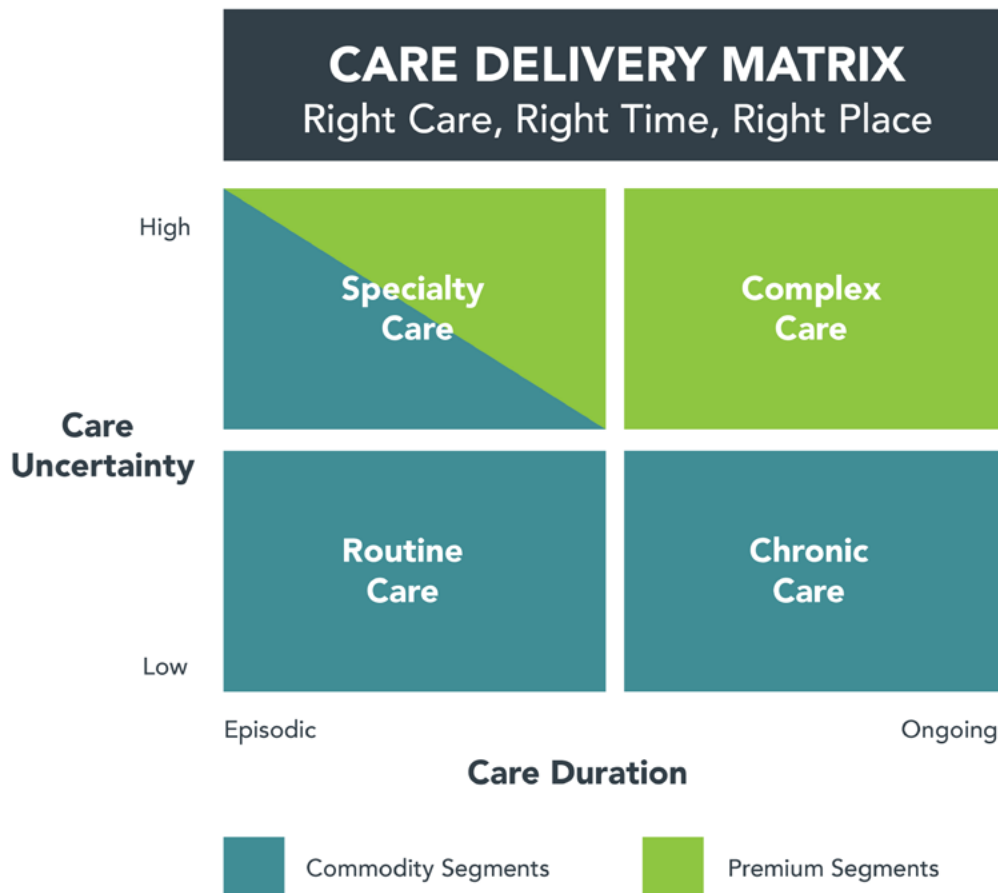 CARE DELIVERY MATRIX
Right Care, Right Time, Right Place
High
Specialty
Care
Complex
Care
Care
Uncertainty
Routine
Care
Chronic
Care
Low
Episodic
Ongoing
Care Duration
Commodity Segments
Premium Segments